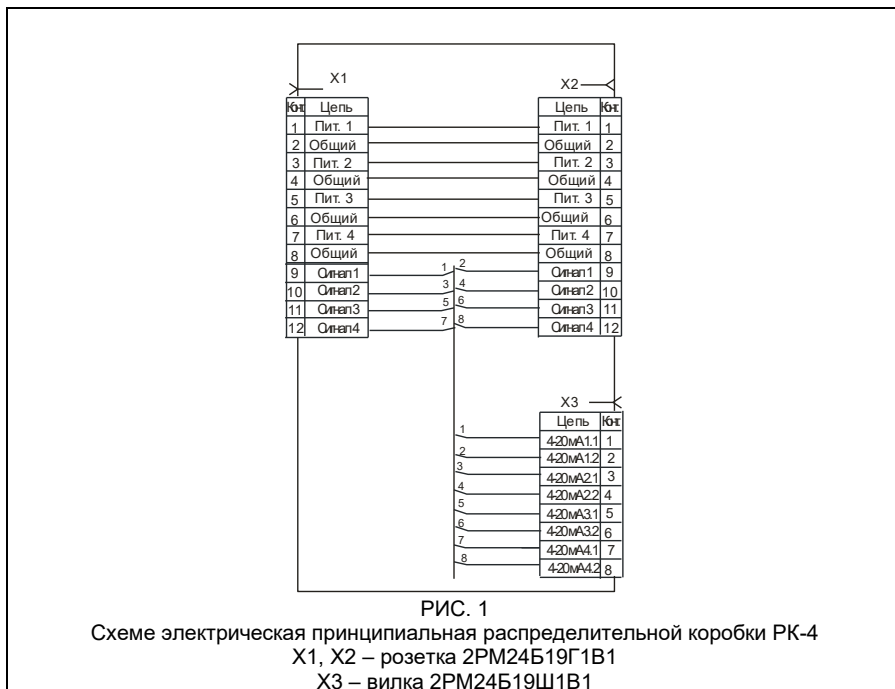 X1
X2
Конт. Цепь
Цепь Конт.
1 Пит. 1
Пит. 1 1
2 Общий
Общий 2
3 Пит. 2
Пит. 2 3
4 Общий
Общий 4
5 Пит. 3
Пит. 3 5
6 Общий
Общий 6
7 Пит. 4
Пит. 4 7
8 Общий
Общий 8
9 Сигнал1 1
2 Сигнал1 9
10 Сигнал2 3
4 Сигнал2 10
11 Сигнал3 5
6 Сигнал3 11
12 Сигнал4 7
8 Сигнал4 12
X3
Цепь Конт.
1 4-20мА1.1 1
2 4-20мА1.2 2
3 4-20мА2.1 3
4 4-20мА2.2 4
5 4-20мА3.1 5
6 4-20мА3.2 6
7 4-20мА4.1 7
8 4-20мА4.2 8
РИС. 1
Схеме электрическая принципиальная распределительной коробки РК-4
X1, X2 – розетка 2РМ24Б19Г1В1
X3 – вилка 2РМ24Б19Ш1В1